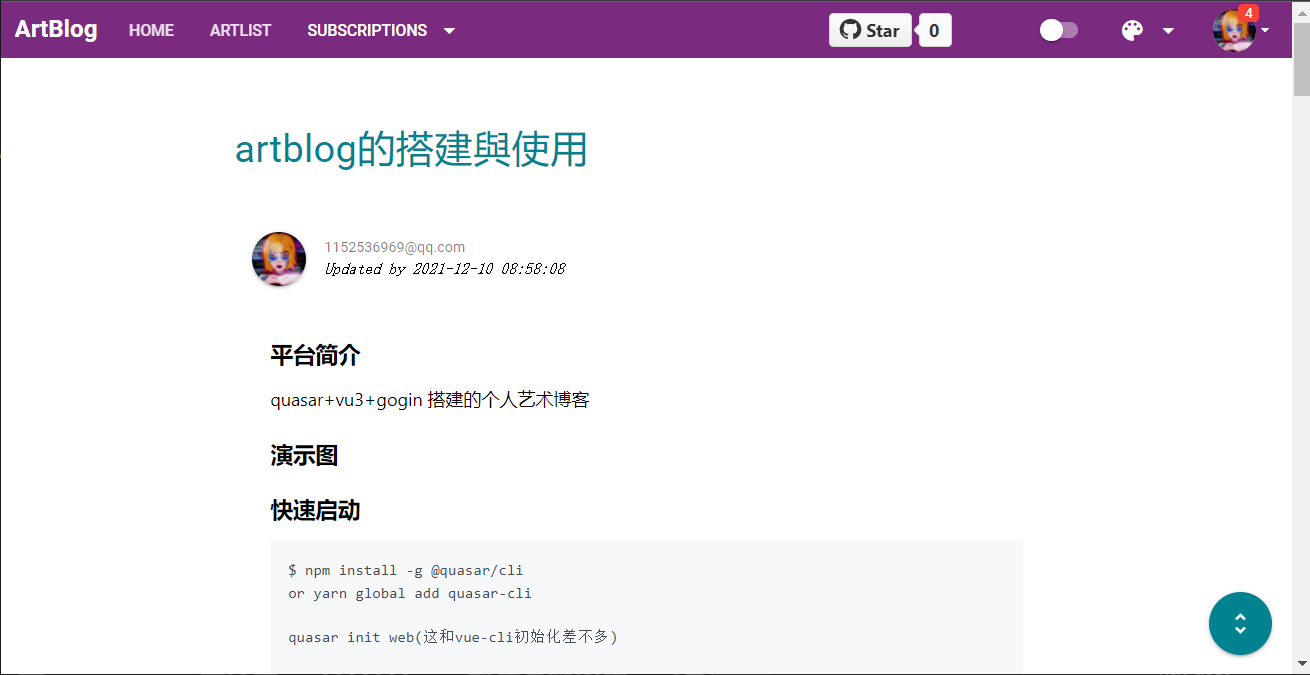 ArtBlog HOME ARTLIST SUBSCRIPTIONS Star 0 4
artblog的搭建與使用
1152536969@qq.com
Updated by 2021-12-10 08:58:08
平台简介
quasar+vu3+gogin 搭建的个人艺术博客
演示图
快速启动
$ npm install -g @quasar/cli
or yarn global add quasar-cli
quasar init web(这和vue-cli初始化差不多)